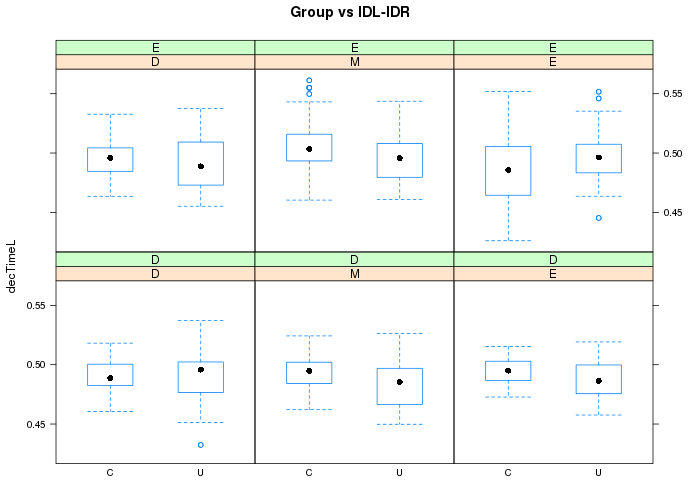 Group vs IDL-IDR
E E E
D M E
0.55
0.50
0.45
decTimeL
D D D
D M E
0.55
0.50
0.45
C U C U C U